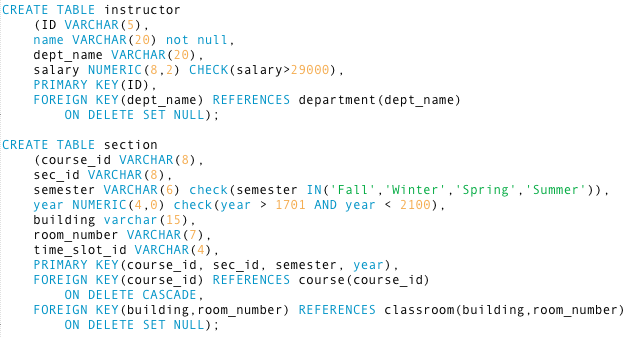 CREATE TABLE instructor
(ID VARCHAR(5),
name VARCHAR(20) not null,
dept_name VARCHAR(20),
salary NUMERIC(8,2) CHECK(salary>29000),
PRIMARY KEY(ID),
FOREIGN KEY(dept_name) REFERENCES department(dept_name)
ON DELETE SET NULL);
CREATE TABLE section
(course_id VARCHAR(8),
sec_id VARCHAR(8),
semester VARCHAR(6) check(semester IN('Fall','Winter','Spring','Summer')),
year NUMERIC(4,0) check(year > 1701 AND year < 2100),
building varchar(15),
room_number VARCHAR(7),
time_slot_id VARCHAR(4),
PRIMARY KEY(course_id, sec_id, semester, year),
FOREIGN KEY(course_id) REFERENCES course(course_id)
ON DELETE CASCADE,
FOREIGN KEY(building,room_number) REFERENCES classroom(building,room_number)
ON DELETE SET NULL);